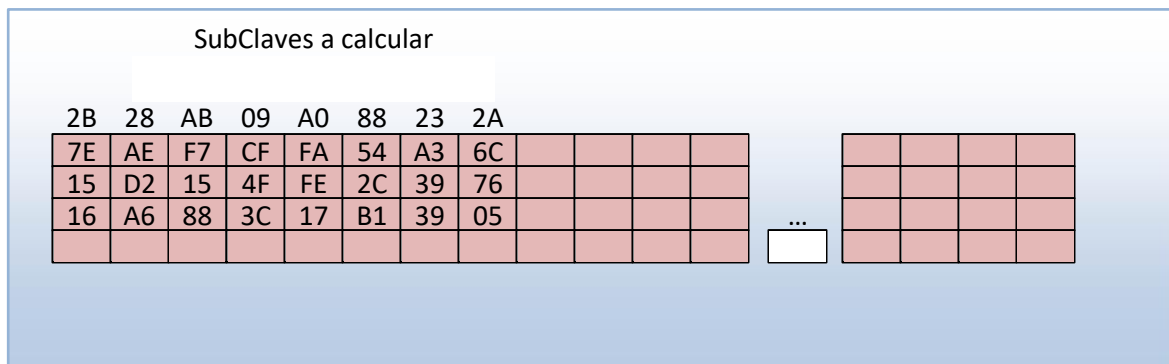 SubClaves a calcular
2B 28 AB 09 A0 88 23 2A
7E AE F7 CF FA 54 A3 6C
15 D2 15 4F FE 2C 39 76
16 A6 88 3C 17 B1 39 05 ...